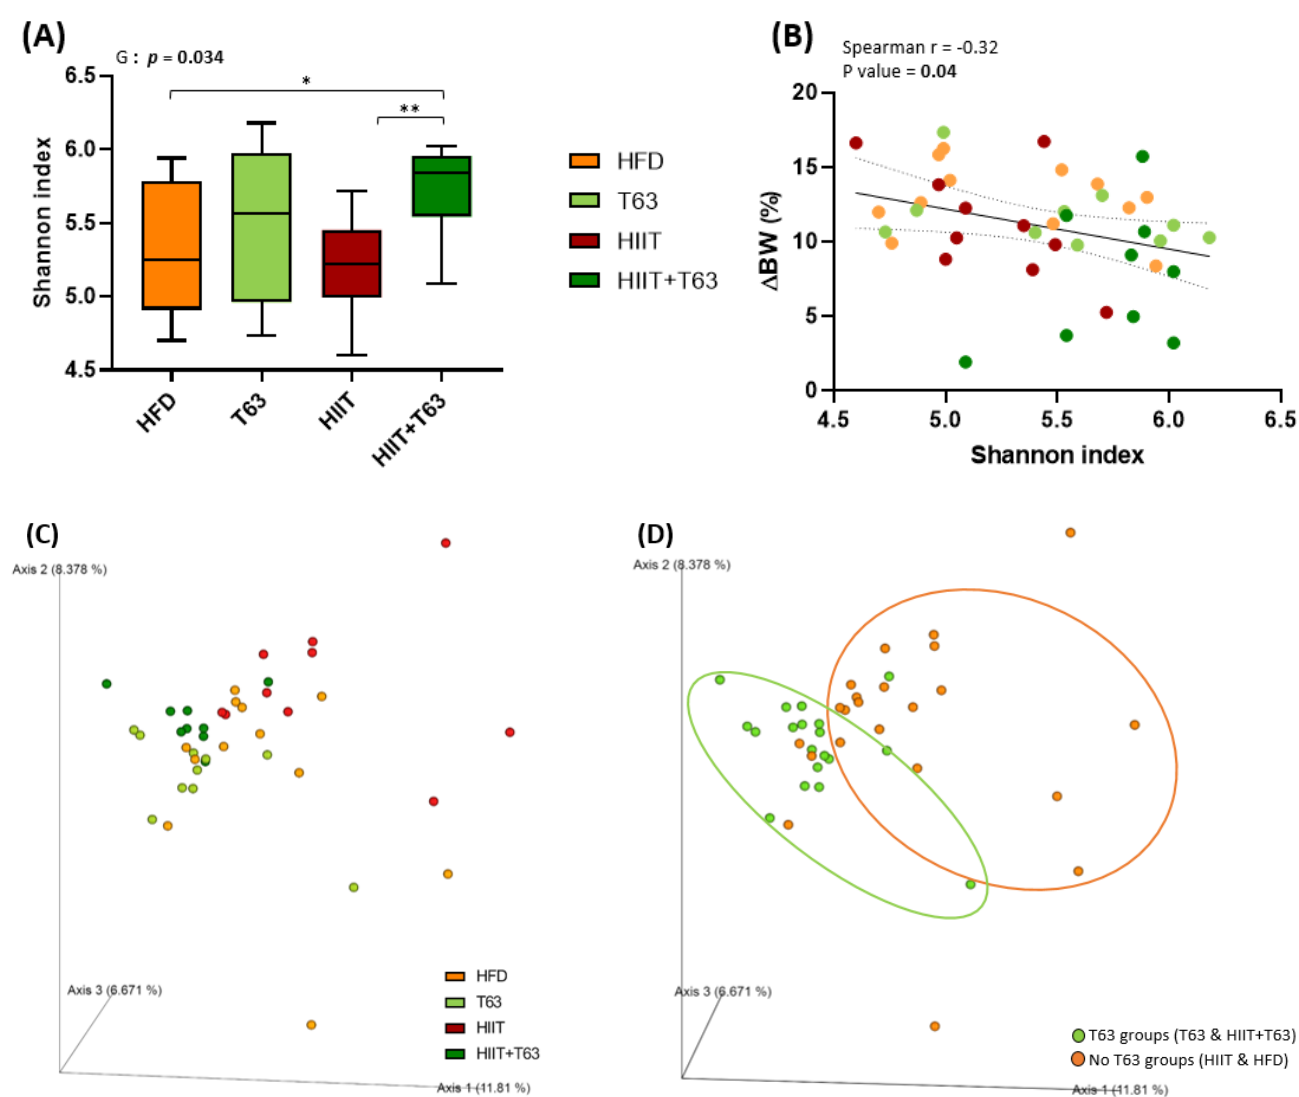 (A)
G : p = 0.034
Shannon index
6.5
6.0
5.5
5.0
4.5
*
**
HFD
T63
HIIT
HIIT+T63
HFD
T63
HIIT
HIIT+T63
(B)
Spearman r = -0.32
P value = 0.04
ΔBW (%)
20
15
10
5
0
4.5
5.0
5.5
6.0
6.5
Shannon index
(C)
Axis 2 (8.378 %)
Axis 3 (6.671 %)
Axis 1 (11.81 %)
HFD
T63
HIIT
HIIT+T63
(D)
Axis 2 (8.378 %)
Axis 3 (6.671 %)
Axis 1 (11.81 %)
T63 groups (T63 & HIIT+T63)
No T63 groups (HIIT & HFD)